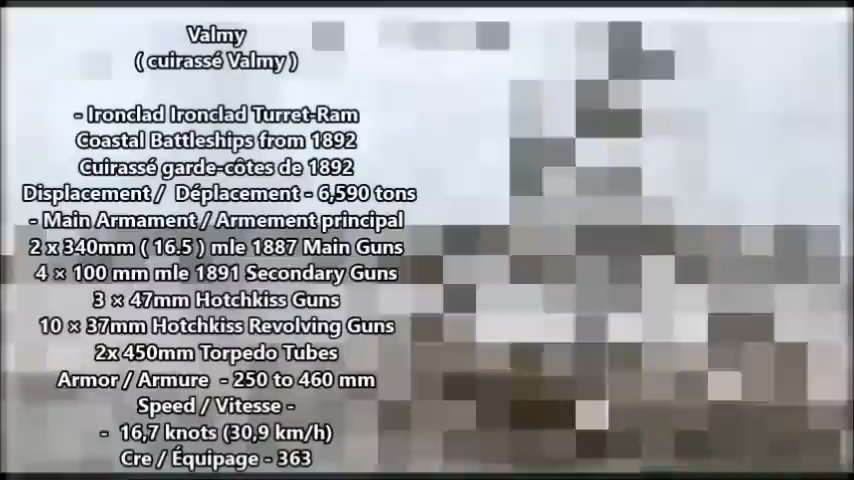 Valmy
( cuirassé Valmy )
- Ironclad Ironclad Turret-Ram
Coastal Battleships from 1892
Cuirassé garde-côtes de 1892
Displacement / Déplacement - 6,590 tons
- Main Armament / Armement principal
2 x 340mm ( 16.5 ) mle 1887 Main Guns
4 × 100 mm mle 1891 Secondary Guns
3 × 47mm Hotchkiss Guns
10 × 37mm Hotchkiss Revolving Guns
2x 450mm Torpedo Tubes
Armor / Armure - 250 to 460 mm
Speed / Vitesse -
- 16,7 knots (30,9 km/h)
Cre / Équipage - 363